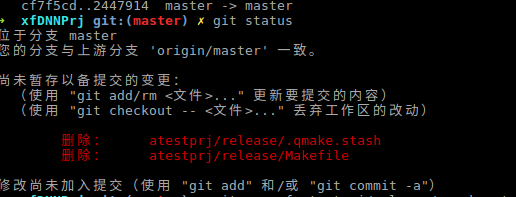 cf7f5cd..2447914  master -> master
→ xfDNNPrj git:(master) ✗ git status
位于分支 master
您的分支与上游分支 'origin/master' 一致。
尚未暂存以备提交的变更：
（使用 "git add/rm <文件>..." 更新要提交的内容）
（使用 "git checkout -- <文件>..." 丢弃工作区的改动）
删除：     atestprj/release/.qmake.stash
删除：     atestprj/release/Makefile
修改尚未加入提交（使用 "git add" 和/或 "git commit -a"）